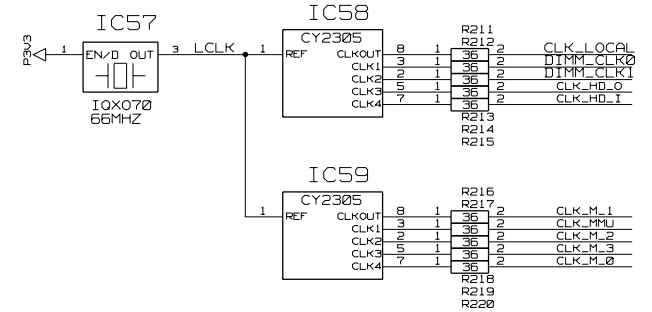 IC57
P3V3
1 EN/D OUT 3 LCLK
IQXO70
66MHZ
IC58
CY2305
1 REF
CLKOUT 8 1 36 2 CLK_LOCAL
CLK1 3 1 36 2 DIMM_CLK0
CLK2 2 1 36 2 DIMM_CLK1
CLK3 5 1 36 2 CLK_HD_O
CLK4 7 1 36 2 CLK_HD_I
R211
R212
R213
R214
R215
IC59
CY2305
1 REF
CLKOUT 8 1 36 2 CLK_M_1
CLK1 3 1 36 2 CLK_MMU
CLK2 2 1 36 2 CLK_M_2
CLK3 5 1 36 2 CLK_M_3
CLK4 7 1 36 2 CLK_M_0
R216
R217
R218
R219
R220